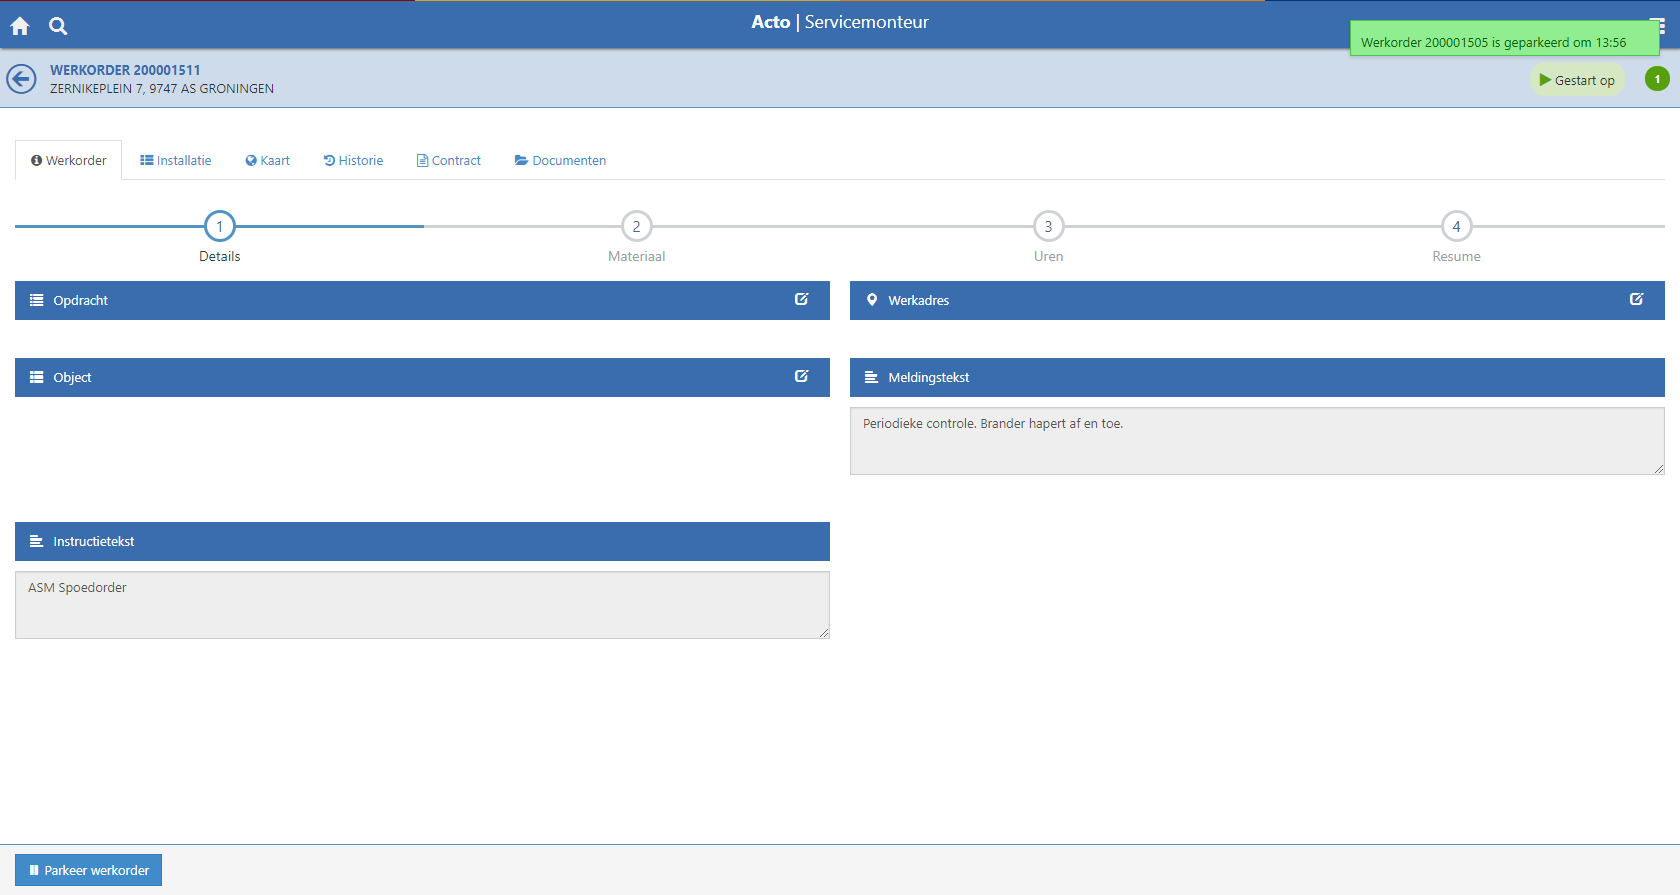 Acto | Servicemonteur
Werkorder 200001505 is geparkeerd om 13:56
WERKORDER 200001511
ZERNIKEPLEIN 7, 9747 AS GRONINGEN
Gestart op
1
Werkorder
Installatie
Kaart
Historie
Contract
Documenten
1
Details
2
Materiaal
3
Uren
4
Resume
Opdracht
Werkadres
Object
Meldingstekst
Periodieke controle. Brander hapert af en toe.
Instructietekst
ASM Spoedorder
Parkeer werkorder